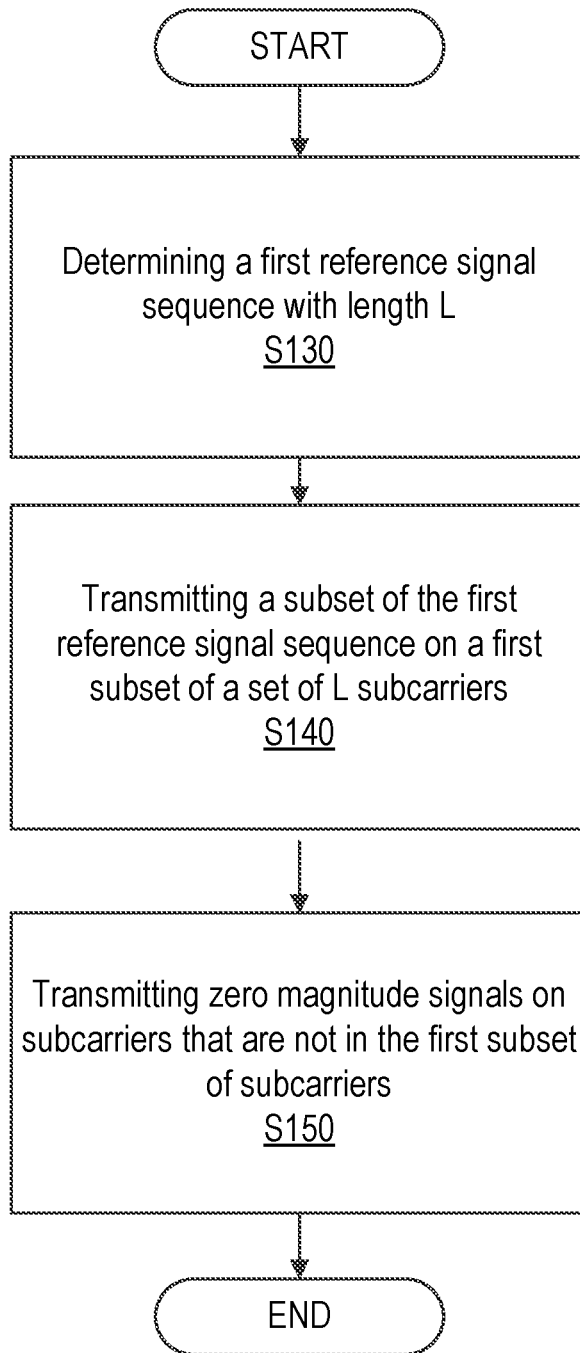 START
Determining a first reference signal
sequence with length L
S130
Transmitting a subset of the first
reference signal sequence on a first
subset of a set of L subcarriers
S140
Transmitting zero magnitude signals on
subcarriers that are not in the first subset
of subcarriers
S150
END